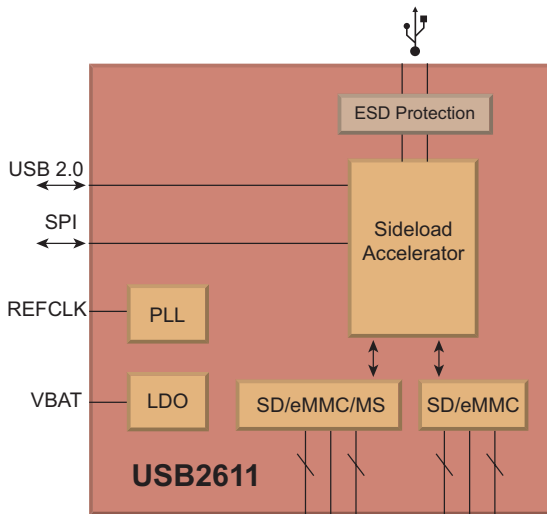 ESD Protection
USB 2.0
SPI
Sideload
Accelerator
REFCLK
PLL
VBAT
LDO
SD/eMMC/MS
SD/eMMC
USB2611